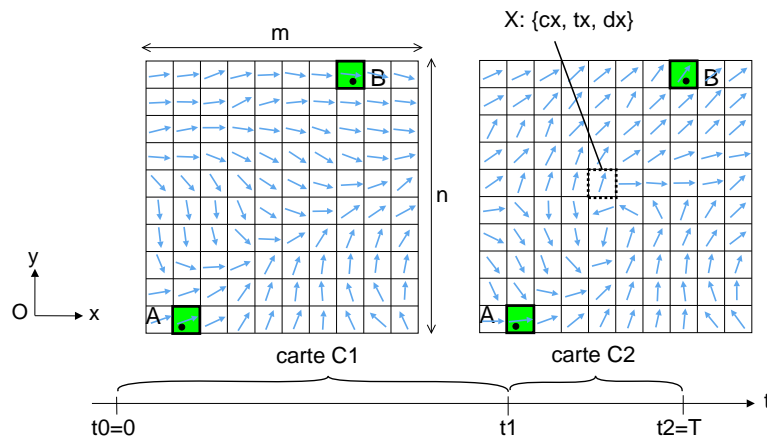 X: {cx, tx, dx}
m
B
B
n
y
O
x
A
A
carte C1
carte C2
t
t0=0
t1
t2=T